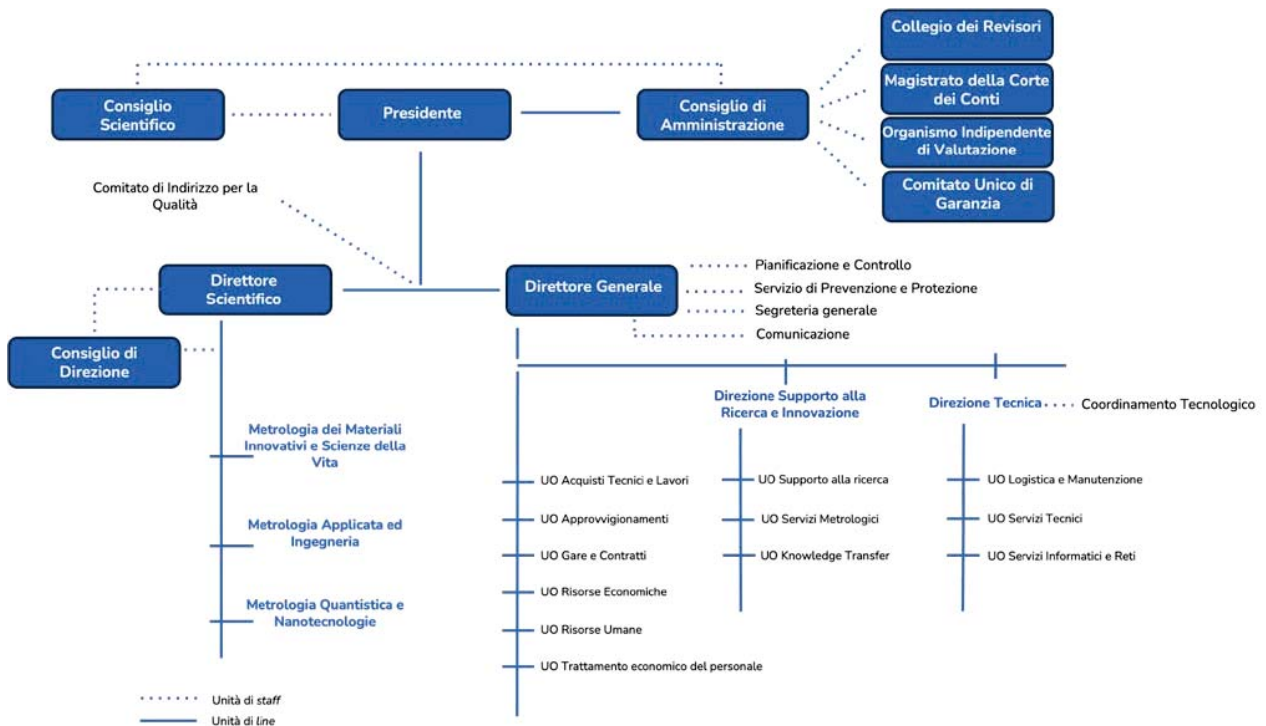 Collegio dei Revisori
Magistrato della Corte
dei Conti
Organismo Indipendente
di Valutazione
Comitato Unico di
Garanzia
Consiglio
Scientifico
Presidente
Consiglio di
Amministrazione
Comitato di Indirizzo per la
Qualità
Direttore
Scientifico
Direttore Generale
Pianificazione e Controllo
Servizio di Prevenzione e Protezione
Segreteria generale
Comunicazione
Consiglio di
Direzione
Metrologia dei Materiali
Innovativi e Scienze della
Vita
Metrologia Applicata ed
Ingegneria
Metrologia Quantistica e
Nanotecnologie
UO Acquisti Tecnici e Lavori
UO Approvvigionamenti
UO Gare e Contratti
UO Risorse Economiche
UO Risorse Umane
UO Trattamento economico del personale
Direzione Supporto alla
Ricerca e Innovazione
UO Supporto alla ricerca
UO Servizi Metrologici
UO Knowledge Transfer
Direzione Tecnica
Coordinamento Tecnologico
UO Logistica e Manutenzione
UO Servizi Tecnici
UO Servizi Informatici e Reti
Unità di staff
Unità di line